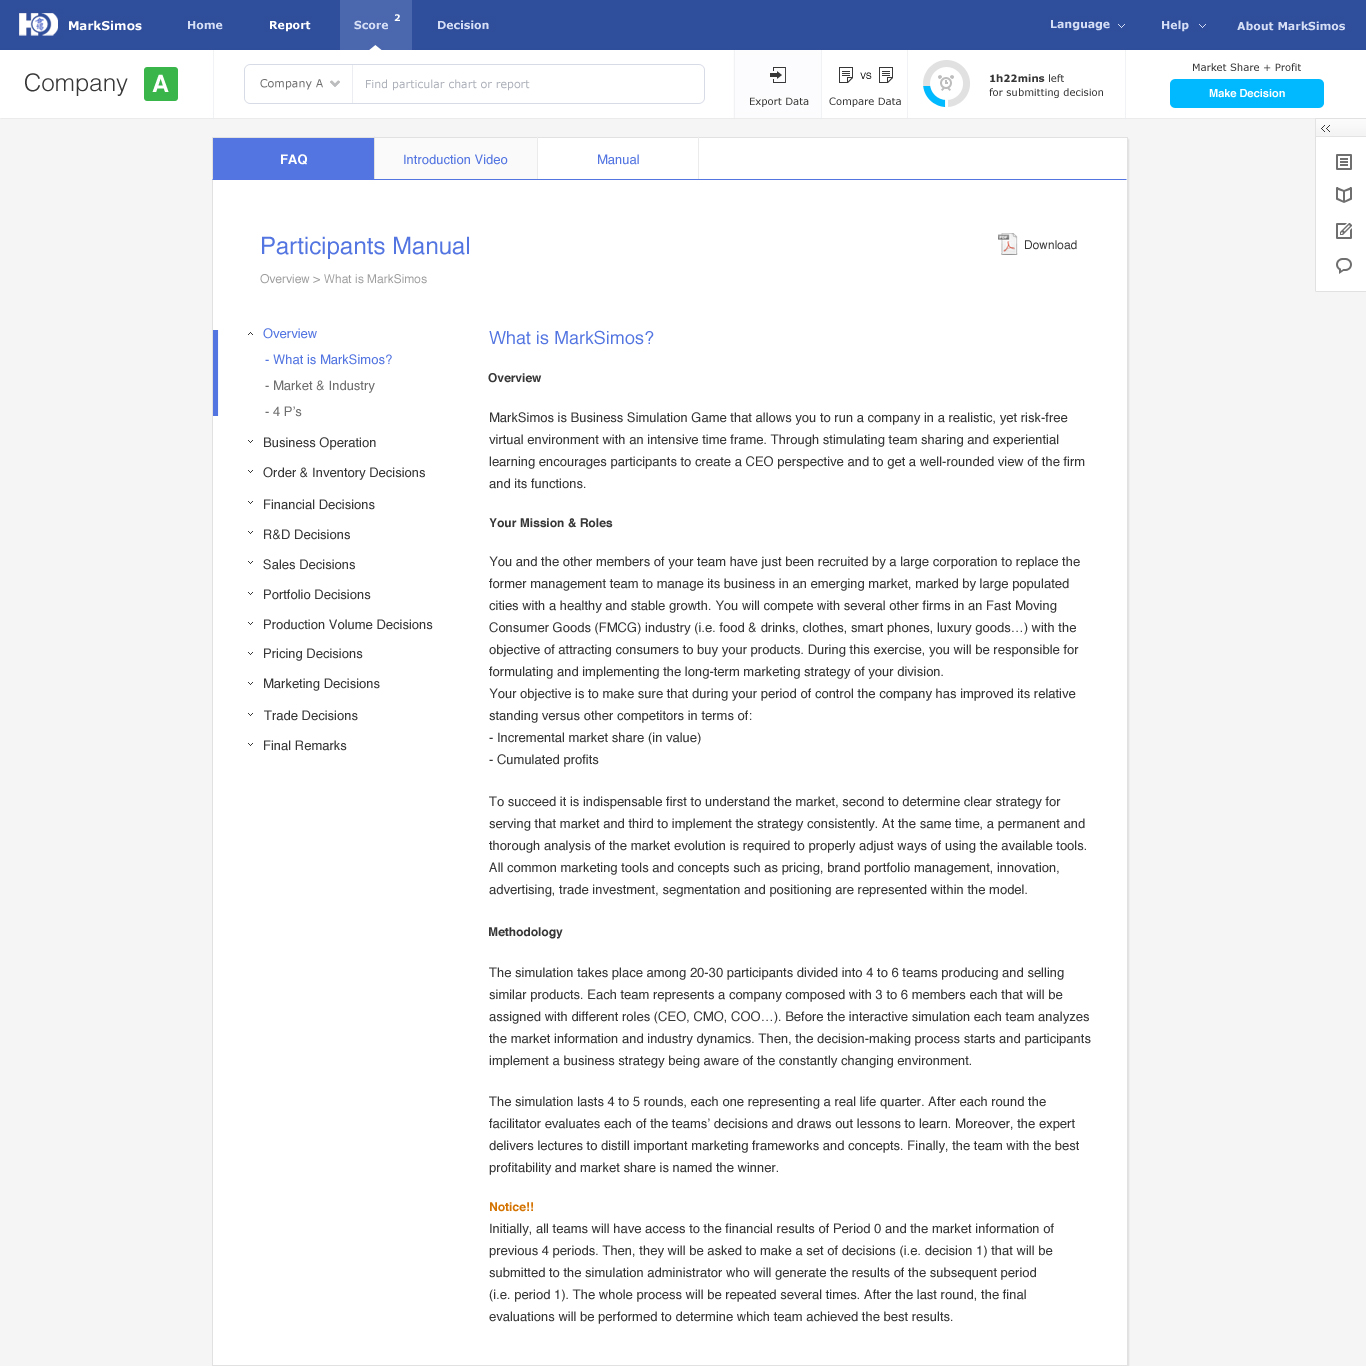 MarkSimos
Home
Report
Score 2
Decision
Language
Help
About MarkSimos
Company A
Company A
Find particular chart or report
Export Data
vs
Compare Data
1h22mins left
for submitting decision
Market Share + Profit
Make Decision
FAQ
Introduction Video
Manual
Participants Manual
Download
Overview > What is MarkSimos
Overview
- What is MarkSimos?
- Market & Industry
- 4 P's
Business Operation
Order & Inventory Decisions
Financial Decisions
R&D Decisions
Sales Decisions
Portfolio Decisions
Production Volume Decisions
Pricing Decisions
Marketing Decisions
Trade Decisions
Final Remarks
What is MarkSimos?
Overview
MarkSimos is Business Simulation Game that allows you to run a company in a realistic, yet risk-free
virtual environment with an intensive time frame. Through stimulating team sharing and experiential
learning encourages participants to create a CEO perspective and to get a well-rounded view of the firm
and its functions.
Your Mission & Roles
You and the other members of your team have just been recruited by a large corporation to replace the
former management team to manage its business in an emerging market, marked by large populated
cities with a healthy and stable growth. You will compete with several other firms in an Fast Moving
Consumer Goods (FMCG) industry (i.e. food & drinks, clothes, smart phones, luxury goods…) with the
objective of attracting consumers to buy your products. During this exercise, you will be responsible for
formulating and implementing the long-term marketing strategy of your division.
Your objective is to make sure that during your period of control the company has improved its relative
standing versus other competitors in terms of:
- Incremental market share (in value)
- Cumulated profits
To succeed it is indispensable first to understand the market, second to determine clear strategy for
serving that market and third to implement the strategy consistently. At the same time, a permanent and
thorough analysis of the market evolution is required to properly adjust ways of using the available tools.
All common marketing tools and concepts such as pricing, brand portfolio management, innovation,
advertising, trade investment, segmentation and positioning are represented within the model.
Methodology
The simulation takes place among 20-30 participants divided into 4 to 6 teams producing and selling
similar products. Each team represents a company composed with 3 to 6 members each that will be
assigned with different roles (CEO, CMO, COO…). Before the interactive simulation each team analyzes
the market information and industry dynamics. Then, the decision-making process starts and participants
implement a business strategy being aware of the constantly changing environment.
The simulation lasts 4 to 5 rounds, each one representing a real life quarter. After each round the
facilitator evaluates each of the teams' decisions and draws out lessons to learn. Moreover, the expert
delivers lectures to distill important marketing frameworks and concepts. Finally, the team with the best
profitability and market share is named the winner.
Notice!!
Initially, all teams will have access to the financial results of Period 0 and the market information of
previous 4 periods. Then, they will be asked to make a set of decisions (i.e. decision 1) that will be
submitted to the simulation administrator who will generate the results of the subsequent period
(i.e. period 1). The whole process will be repeated several times. After the last round, the final
evaluations will be performed to determine which team achieved the best results.